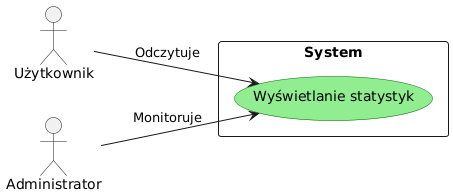 System
Odczytuje
Użytkownik
Wyświetlanie statystyk
Monitoruje
Administrator